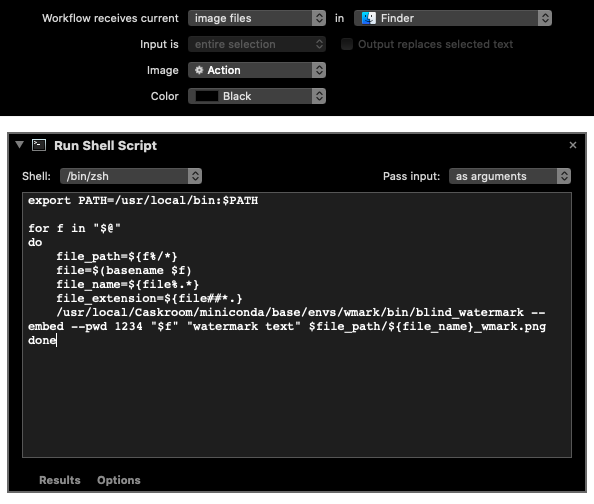 Workflow receives current image files in Finder
Input is entire selection Output replaces selected text
Image Action
Color Black
Run Shell Script ×
Shell: /bin/zsh Pass input: as arguments
export PATH=/usr/local/bin:$PATH
for f in "$@"
do
file_path=${f%/*}
file=$(basename $f)
file_name=${file%.*}
file_extension=${file##*.}
/usr/local/Caskroom/miniconda/base/envs/wmark/bin/blind_watermark --
embed --pwd 1234 "$f" "watermark text" $file_path/${file_name}_wmark.png
done
Results Options